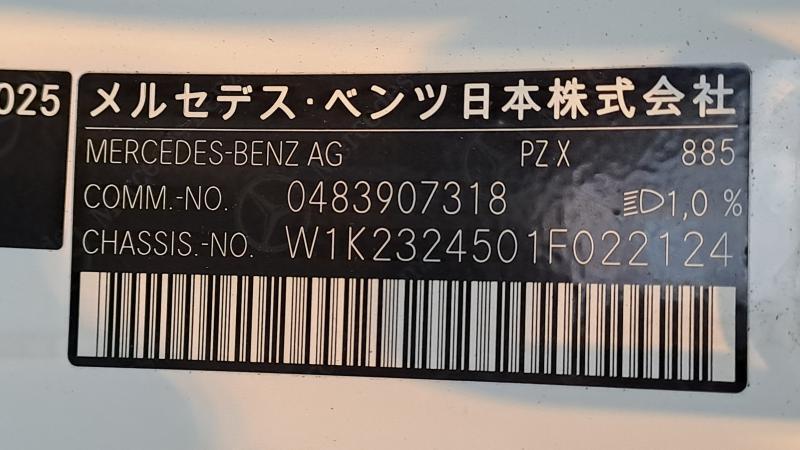 025
メルセデス・ベンツ日本株式会社
MERCEDES-BENZ AG PZ X 885
COMM.-NO. 0483907318 1,0 %
CHASSIS.-NO. W1K2324501F022124